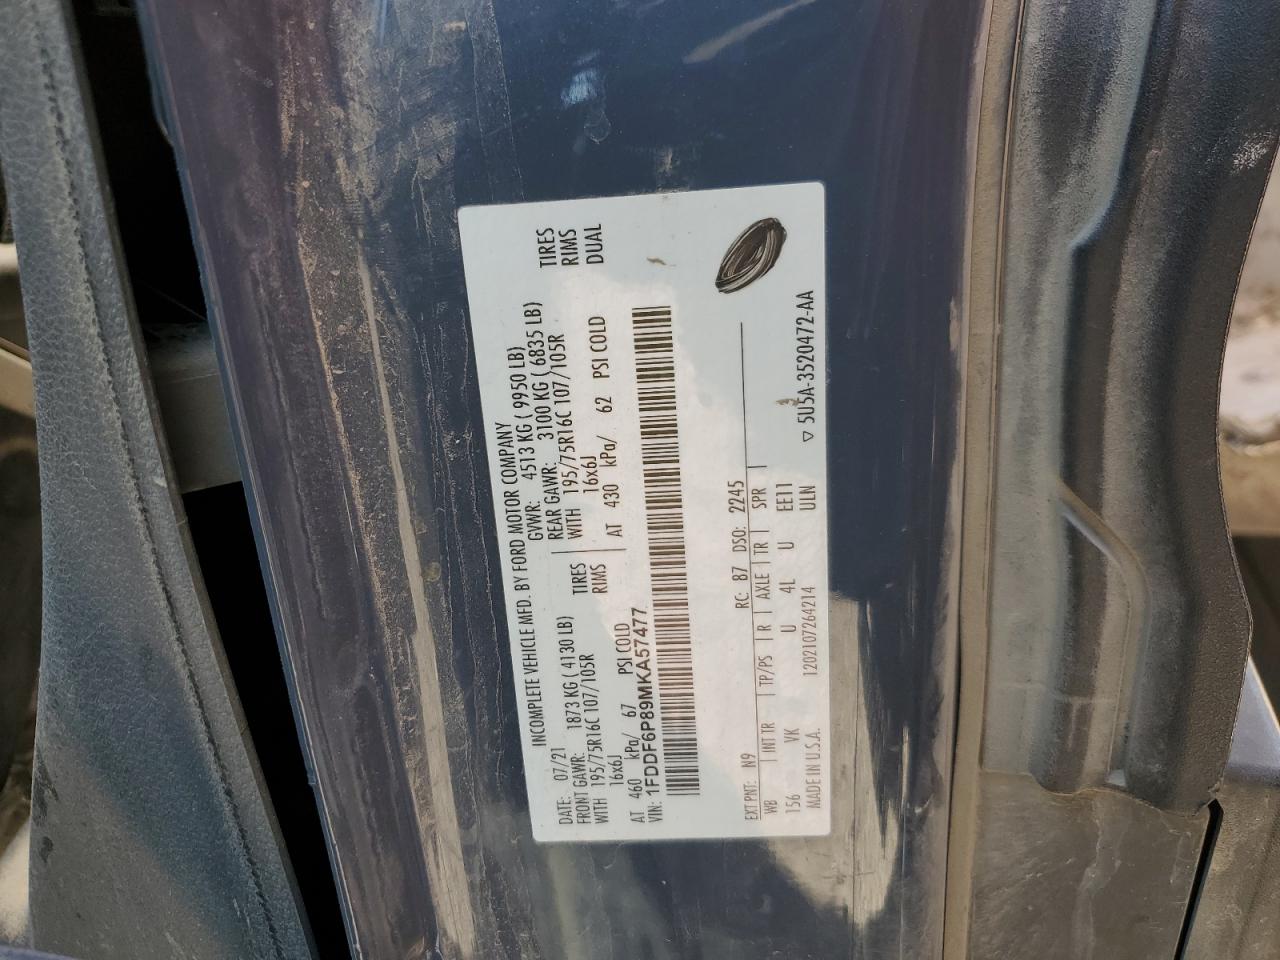 INCOMPLETE VEHICLE MFD. BY FORD MOTOR COMPANY
DATE: 07/21 GVWR: 4513 KG ( 9950 LB)
FRONT GAWR: 1873 KG ( 4130 LB) REAR GAWR: 3100 KG ( 6835 LB)
WITH 195/75R16C 107/105R TIRES WITH 195/75R16C 107/105R TIRES
16x6J RIMS 16x6J RIMS
AT 460 kPa/ 67 PSI COLD AT 430 kPa/ 62 PSI COLD DUAL
VIN: 1FDDF6P89MKA57477
EXT PNT: N9 RC: 87 DSO: 2245
WB INT TR TP/PS R AXLE TR SPR
156 VK U 4L U EE11
MADE IN U.S.A. 1202107264214 ULN
▽ 5U5A-3520472-AA